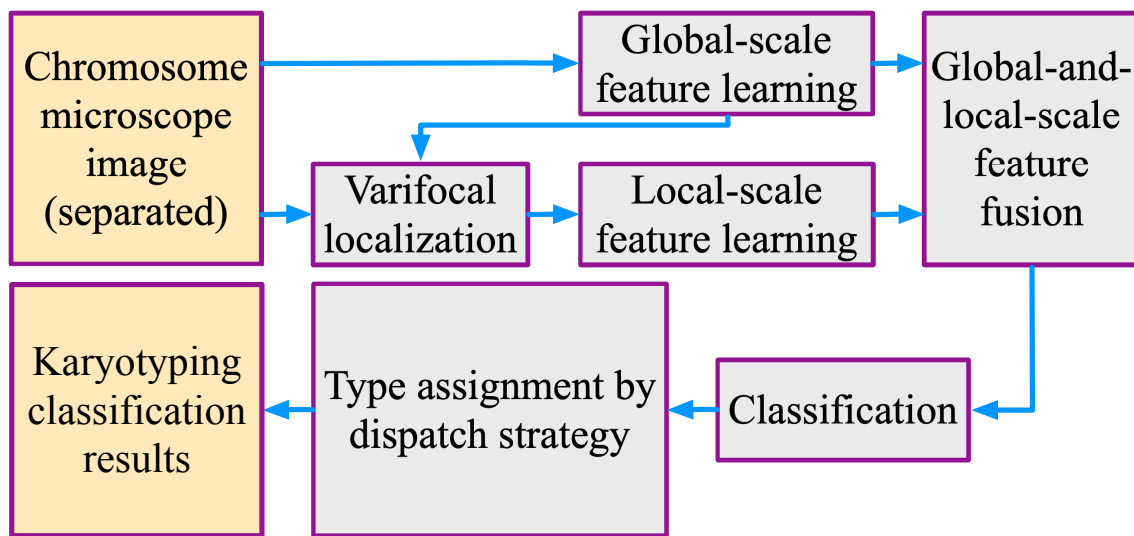 Chromosome
microscope
image
(separated)
Global-scale
feature learning
Varifocal
localization
Local-scale
feature learning
Global-and-
local-scale
feature
fusion
Karyotyping
classification
results
Type assignment by
dispatch strategy
Classification